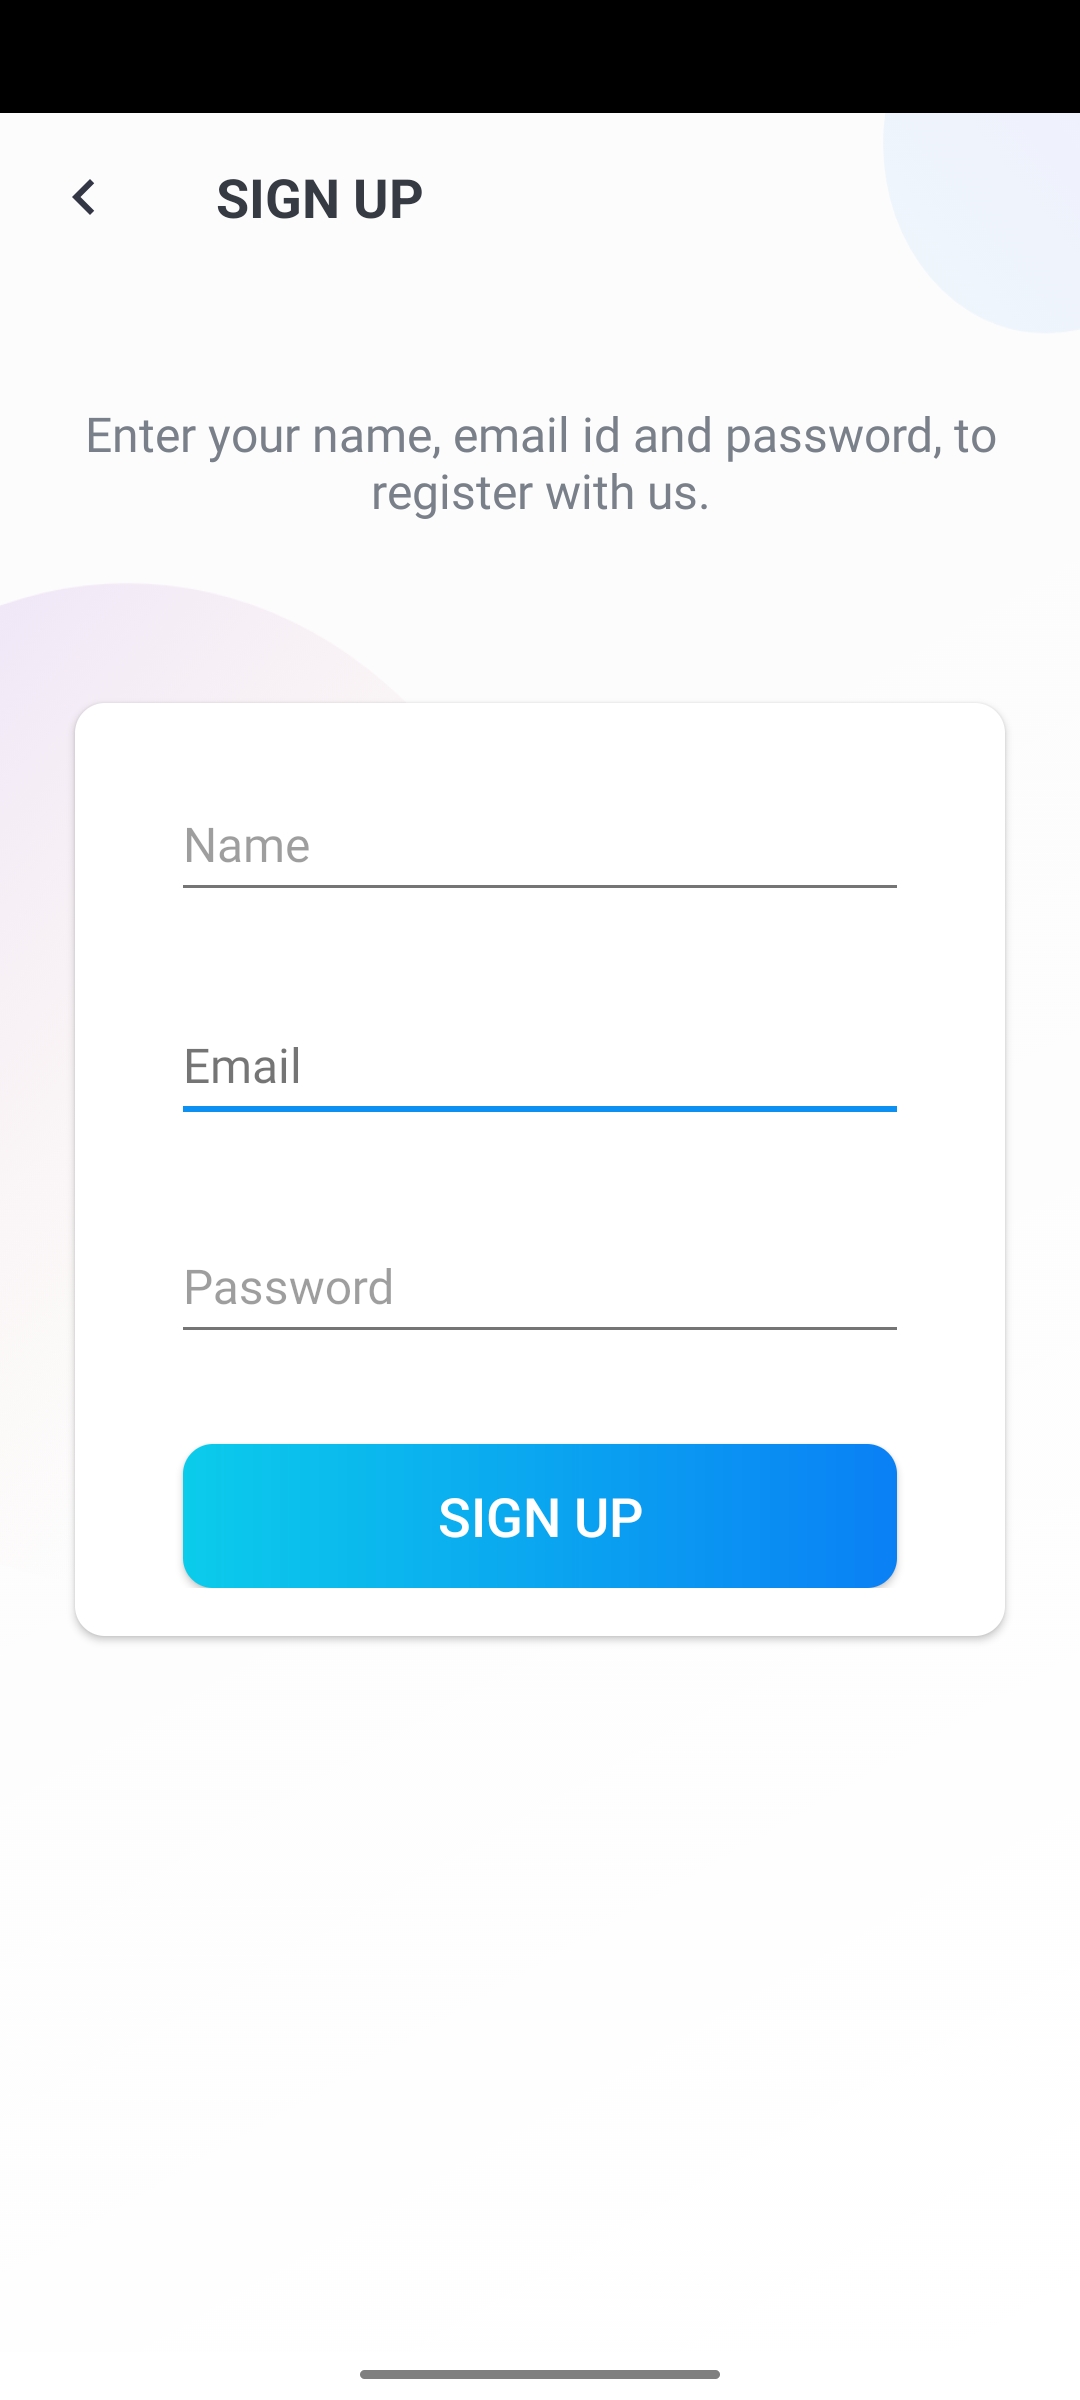 SIGN UP
Enter your name, email id and password, to
register with us.
Name
Email
Password
SIGN UP